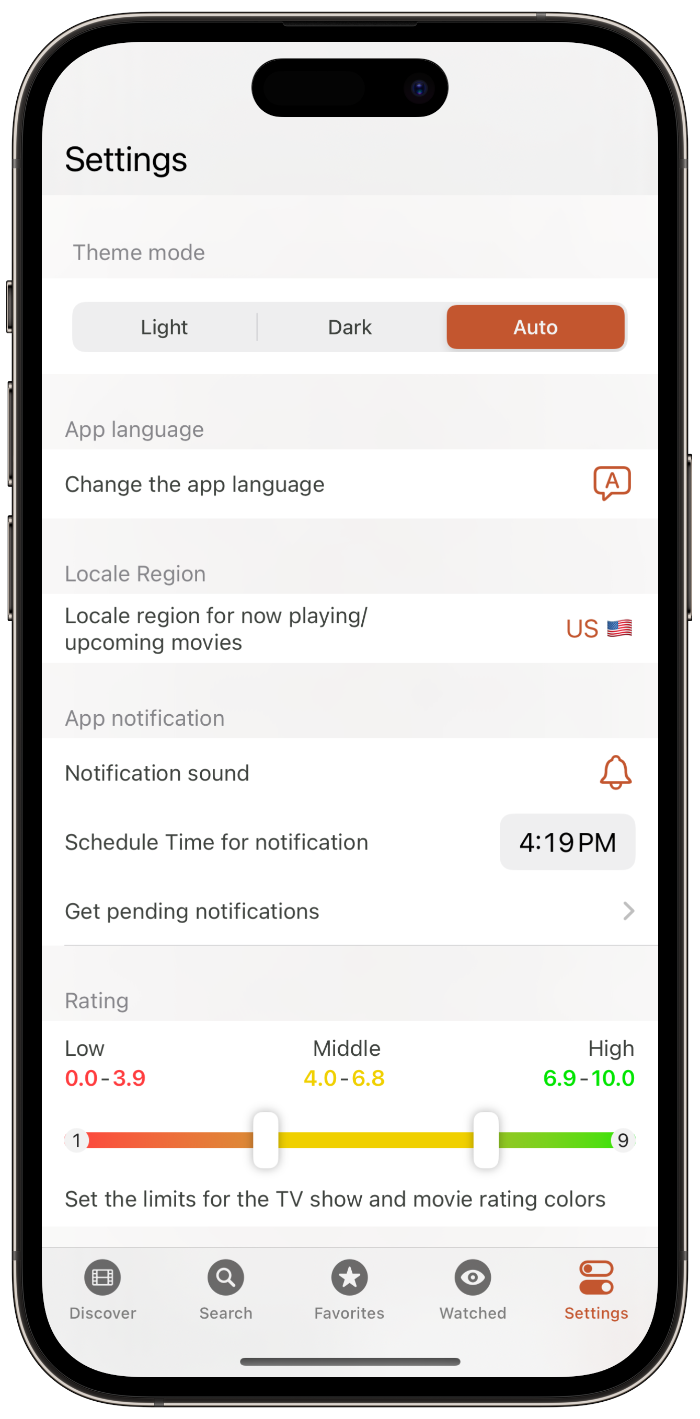 Settings
Theme mode
Light Dark Auto
App language
Change the app language
A
Locale Region
Locale region for now playing/
upcoming movies
US
App notification
Notification sound
Schedule Time for notification
4:19 PM
Get pending notifications
Rating
Low Middle High
0.0-3.9 4.0-6.8 6.9-10.0
1 9
Set the limits for the TV show and movie rating colors
Discover Search Favorites Watched Settings